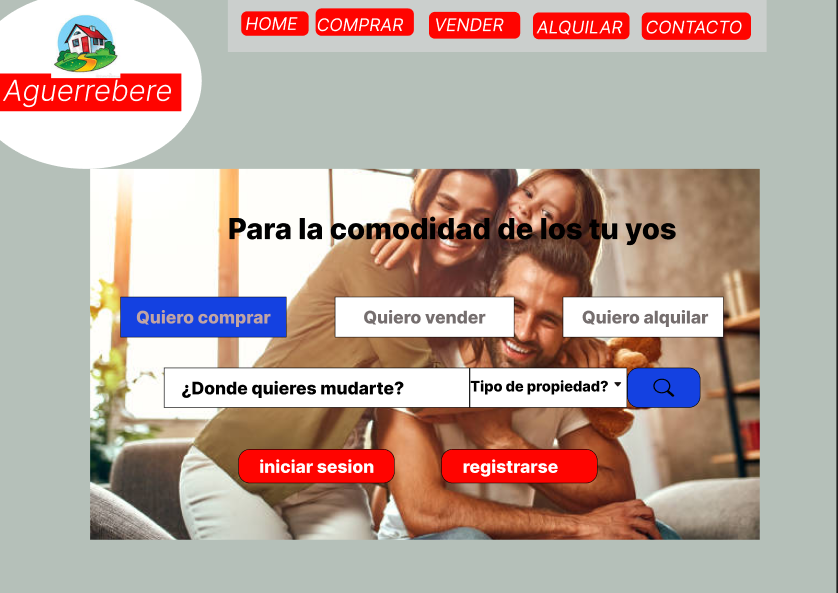 HOME COMPRAR VENDER ALQUILAR CONTACTO
Aguerrebere
Para la comodidad de los tu yos
Quiero comprar Quiero vender Quiero alquilar
¿Donde quieres mudarte? Tipo de propiedad?
iniciar sesion registrarse